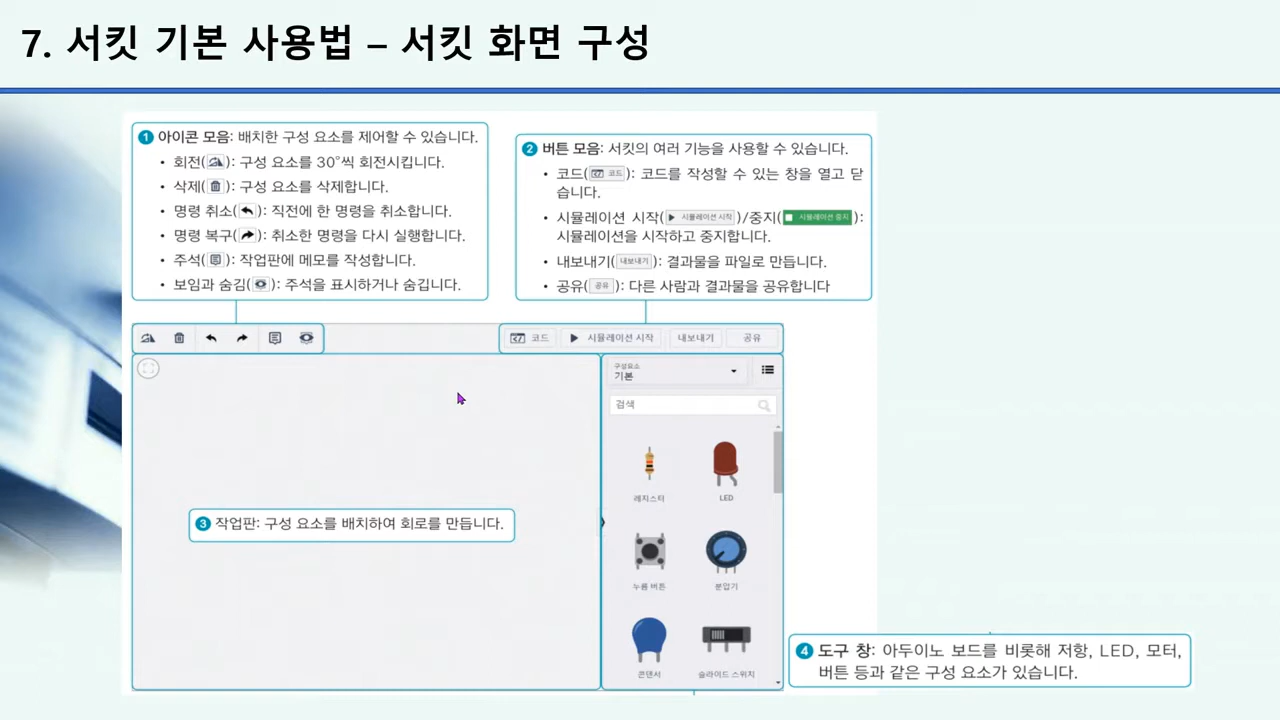 7. 서킷 기본 사용법 – 서킷 화면 구성
1 아이콘 모음: 배치한 구성 요소를 제어할 수 있습니다.
• 회전( ): 구성 요소를 30°씩 회전시킵니다.
• 삭제( ): 구성 요소를 삭제합니다.
• 명령 취소( ): 직전에 한 명령을 취소합니다.
• 명령 복구( ): 취소한 명령을 다시 실행합니다.
• 주석( ): 작업판에 메모를 작성합니다.
• 보임과 숨김( ): 주석을 표시하거나 숨깁니다.
2 버튼 모음: 서킷의 여러 기능을 사용할 수 있습니다.
• 코드( 코드): 코드를 작성할 수 있는 창을 열고 닫
습니다.
• 시뮬레이션 시작( 시뮬레이션 시작)/중지( 시뮬레이션 중지):
시뮬레이션을 시작하고 중지합니다.
• 내보내기(내보내기): 결과물을 파일로 만듭니다.
• 공유(공유): 다른 사람과 결과물을 공유합니다
코드 시뮬레이션 시작 내보내기 공유
구성요소
기본
검색
레지스터 LED
누름 버튼 분압기
콘덴서 슬라이드 스위치
3 작업판: 구성 요소를 배치하여 회로를 만듭니다.
4 도구 창: 아두이노 보드를 비롯해 저항, LED, 모터,
버튼 등과 같은 구성 요소가 있습니다.